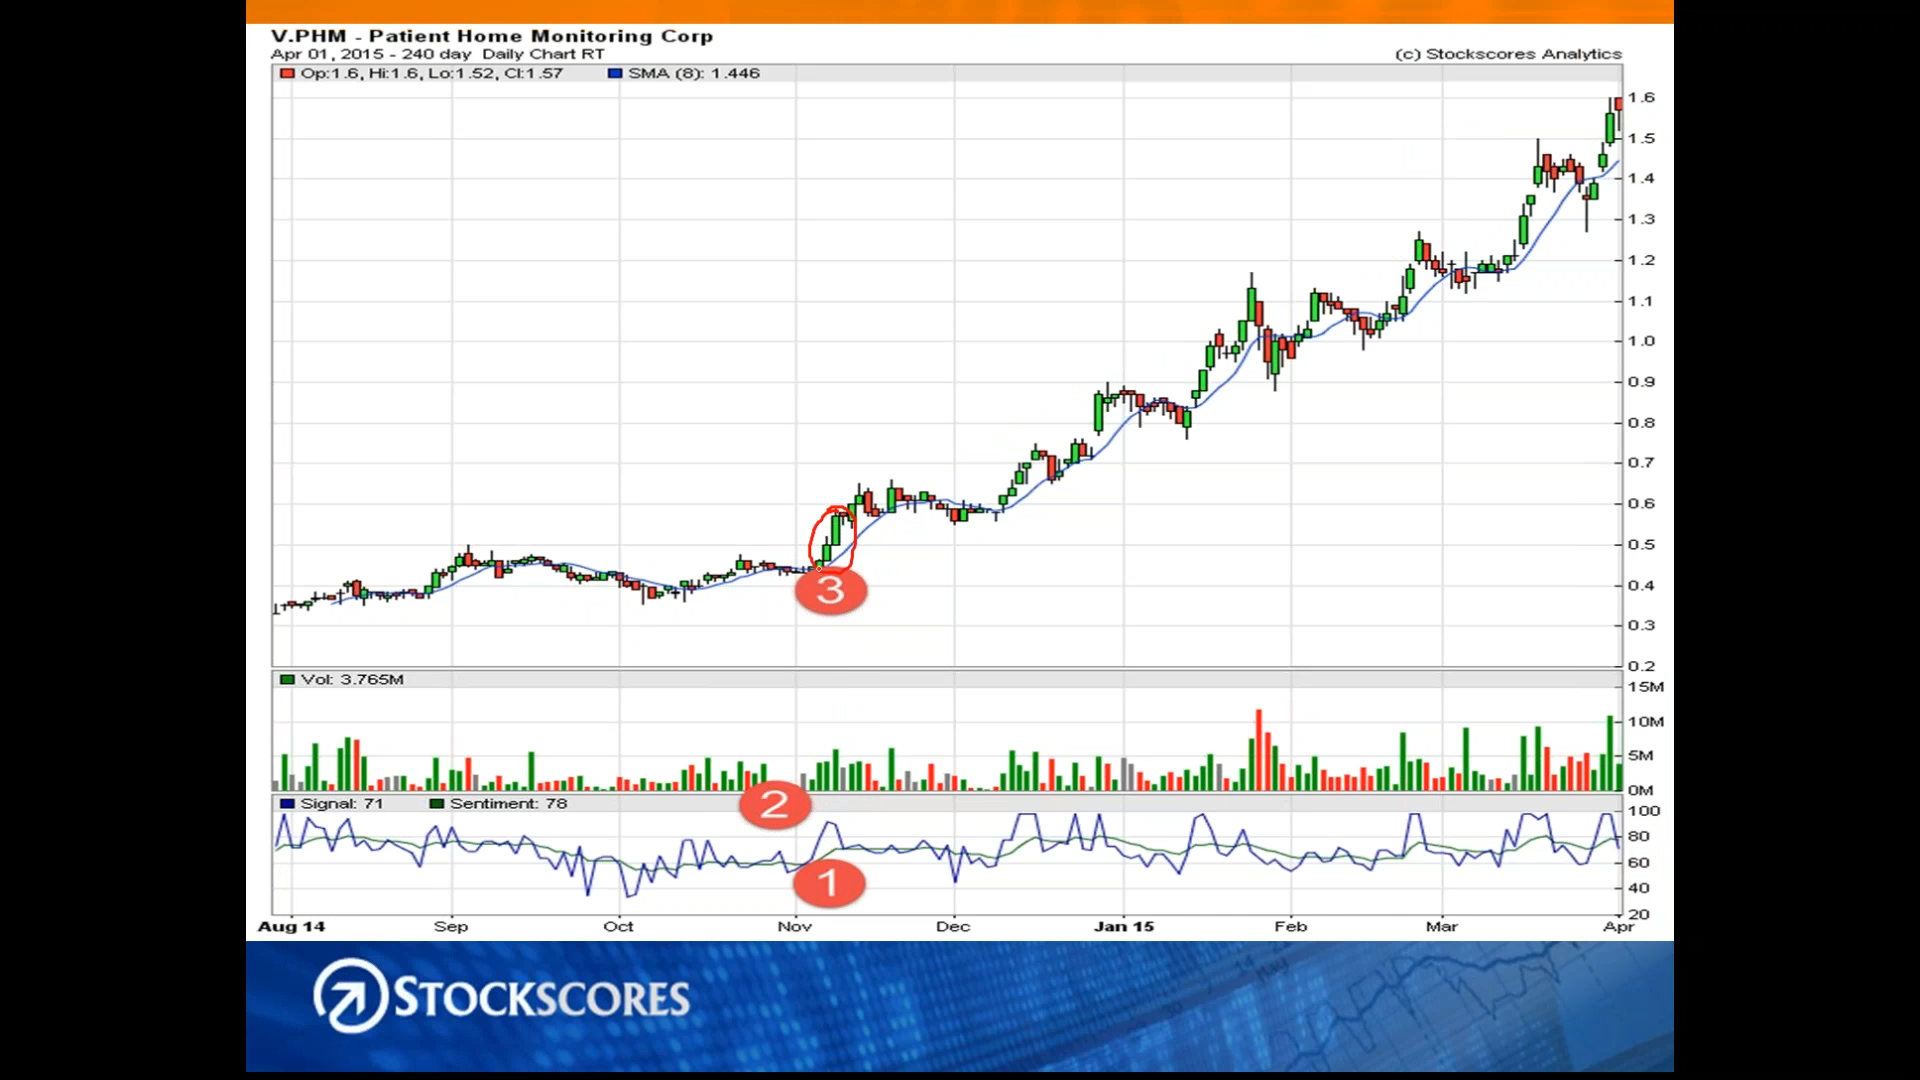 V.PHM - Patient Home Monitoring Corp
Apr 01, 2015 - 240 day Daily Chart RT
(c) Stockscores Analytics
Op:1.6, Hi:1.6, Lo:1.52, Cl:1.57 SMA (8): 1.446
1.6
1.5
1.4
1.3
1.2
1.1
1.0
0.9
0.8
0.7
0.6
0.5
0.4
0.3
0.2
3
Vol: 3.765M
15M
10M
5M
0M
2
Signal: 71 Sentiment: 78
100
80
60
40
20
1
Aug 14 Sep Oct Nov Dec Jan 15 Feb Mar Apr
STOCKSCORES